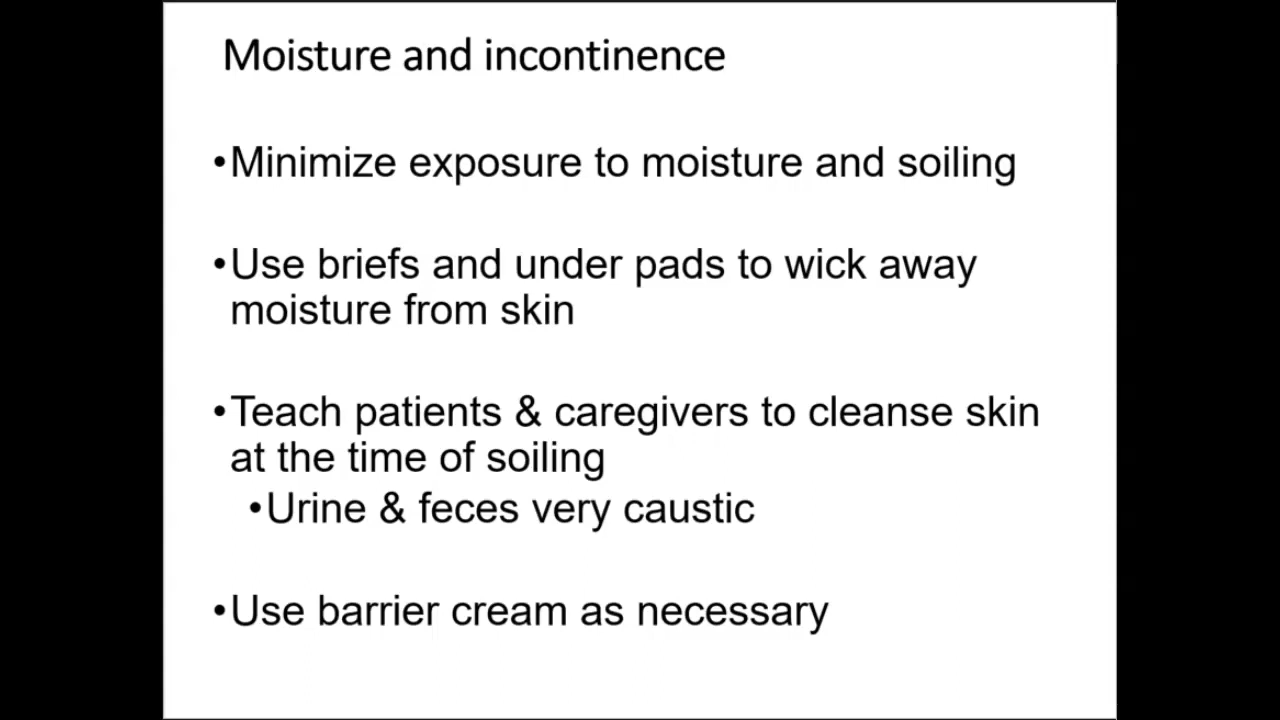 Moisture and incontinence
•Minimize exposure to moisture and soiling
•Use briefs and under pads to wick away
moisture from skin
•Teach patients & caregivers to cleanse skin
at the time of soiling
•Urine & feces very caustic
•Use barrier cream as necessary